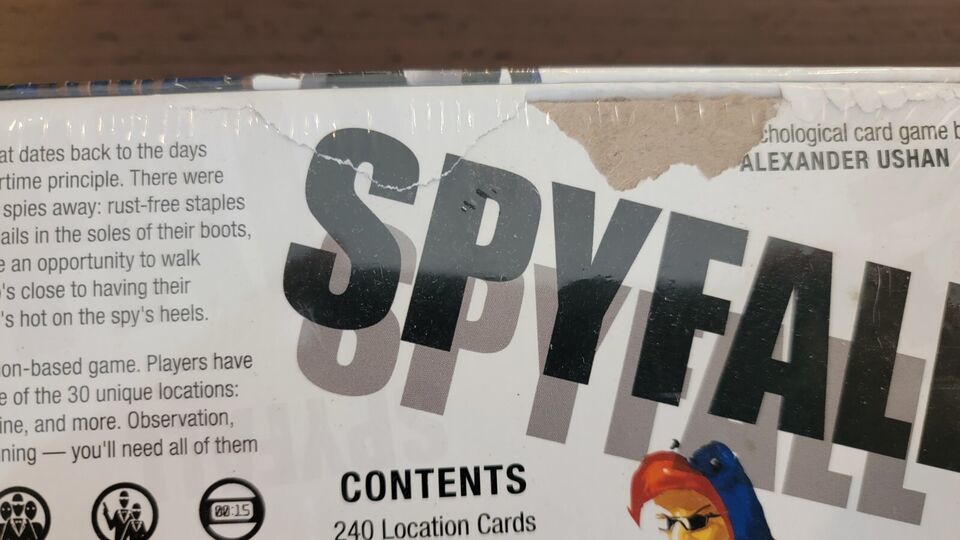 at dates back to the days
rtime principle. There were
spies away: rust-free staples
ails in the soles of their boots,
e an opportunity to walk
o's close to having their
's hot on the spy's heels.
on-based game. Players have
e of the 30 unique locations:
ine, and more. Observation,
ning — you'll need all of them
00:15
SPYFALL
chological card game b
ALEXANDER USHAN
CONTENTS
240 Location Cards